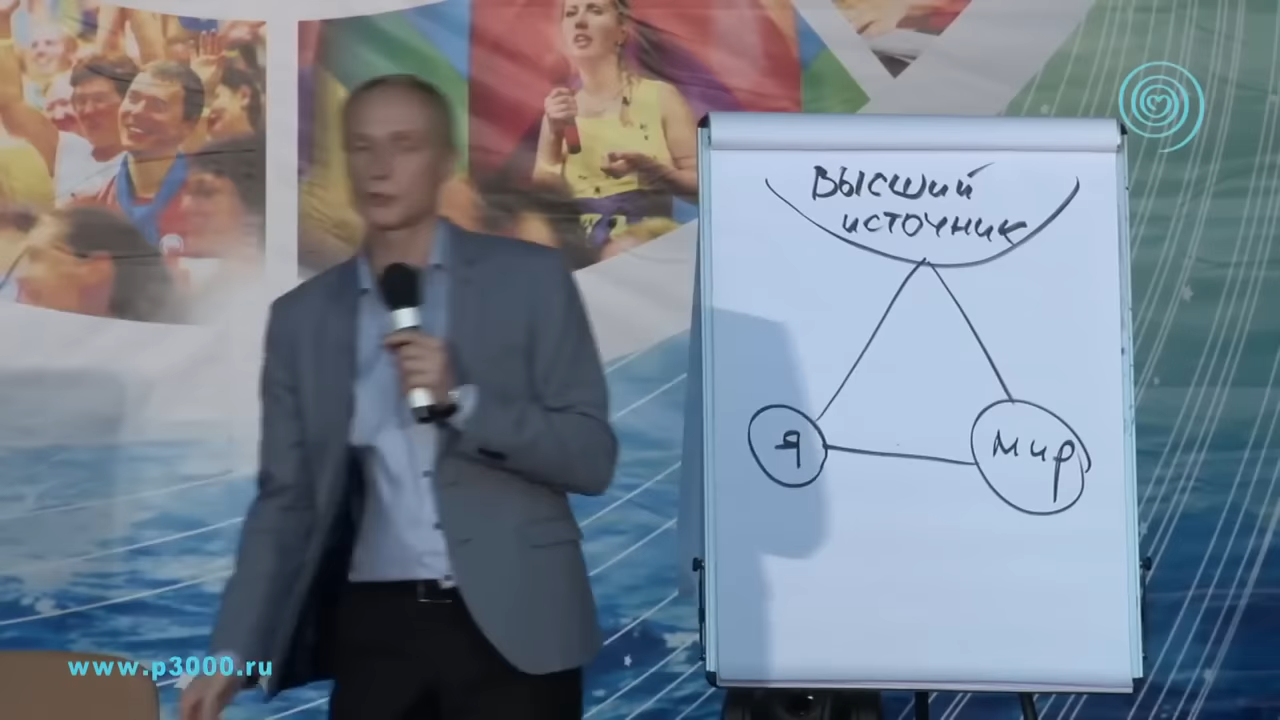 Высший
источник
Я
мир
www.p3000.ru